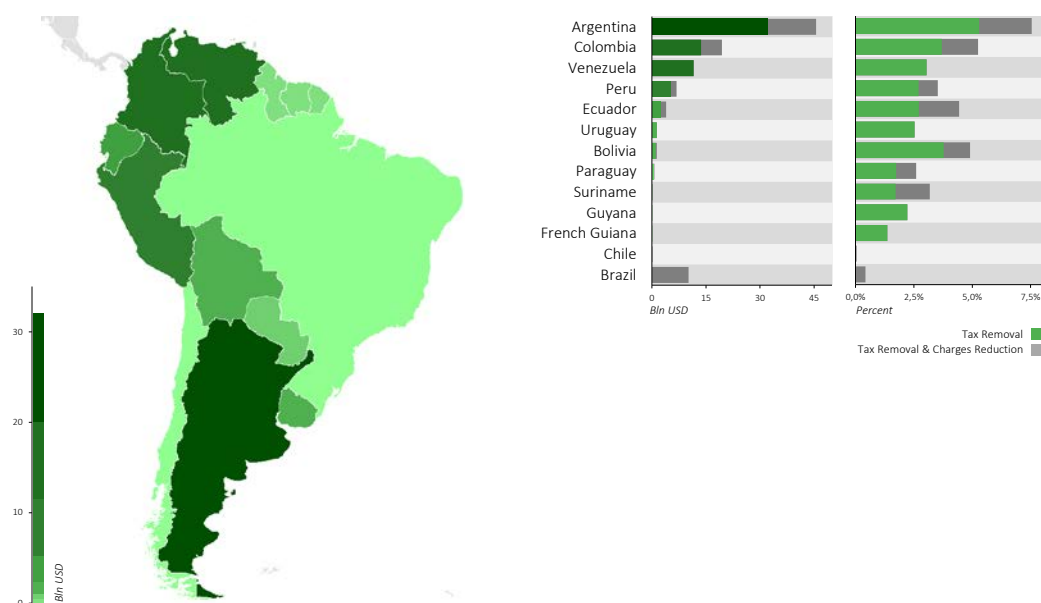 Argentina
Colombia
Venezuela
Peru
Ecuador
Uruguay
Bolivia
Paraguay
Suriname
Guyana
French Guiana
Chile
Brazil
0 15 30 45
Bln USD
0,0% 2,5% 5,0% 7,5%
Percent
Tax Removal
Tax Removal & Charges Reduction
30
20
10
0
Bln USD